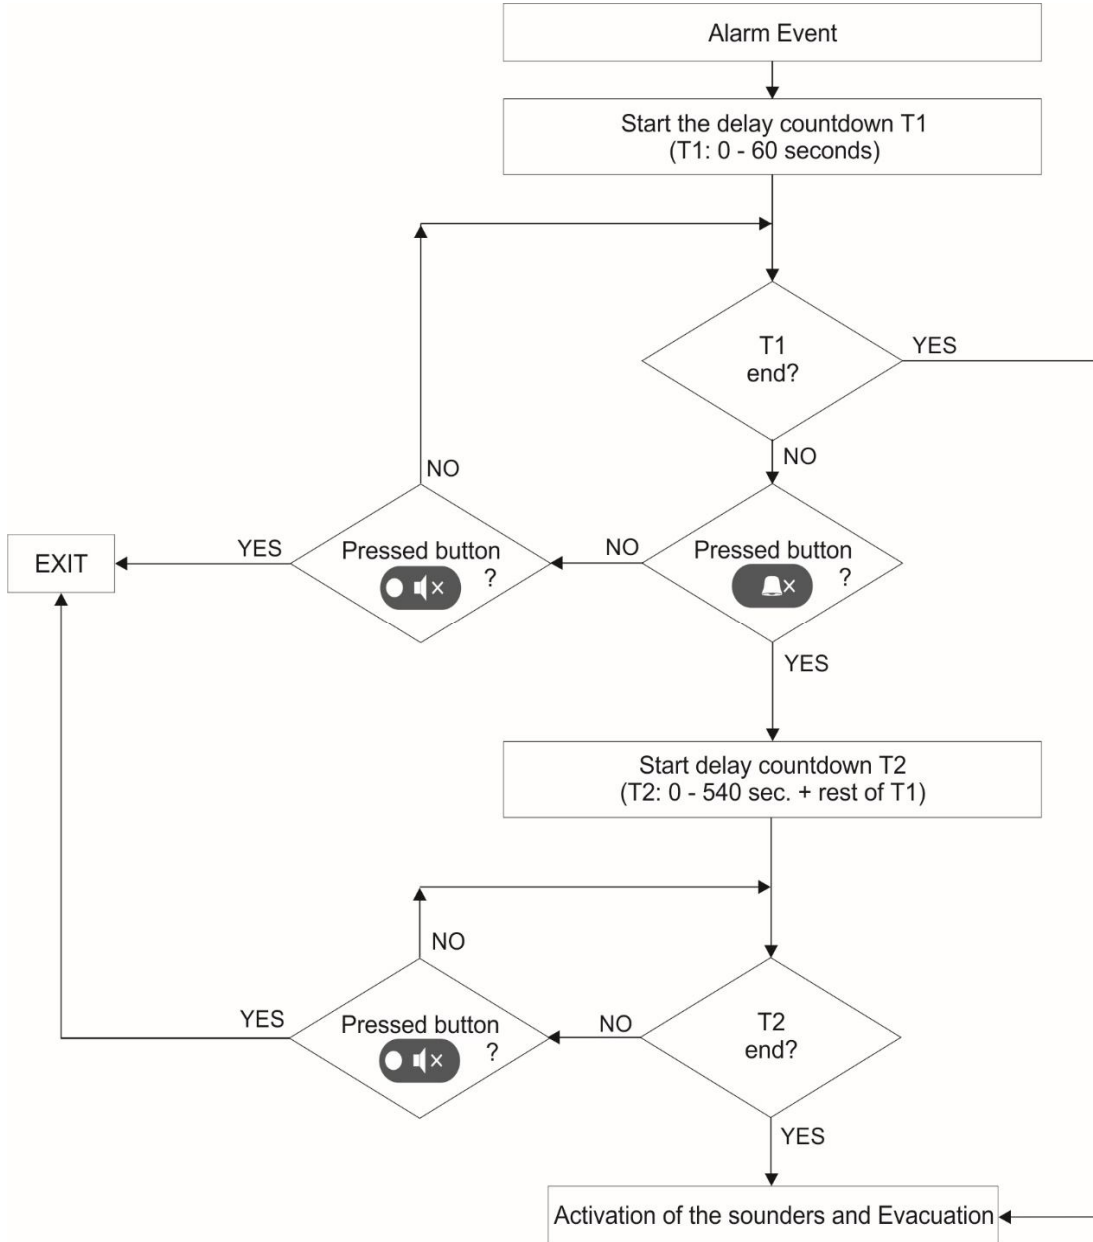 Alarm Event
Start the delay countdown T1
(T1: 0 - 60 seconds)
T1
end?
YES
NO
NO
Pressed button
?
NO
Pressed button
?
YES
EXIT
YES
Start delay countdown T2
(T2: 0 - 540 sec. + rest of T1)
NO
T2
end?
NO
Pressed button
?
YES
YES
Activation of the sounders and Evacuation